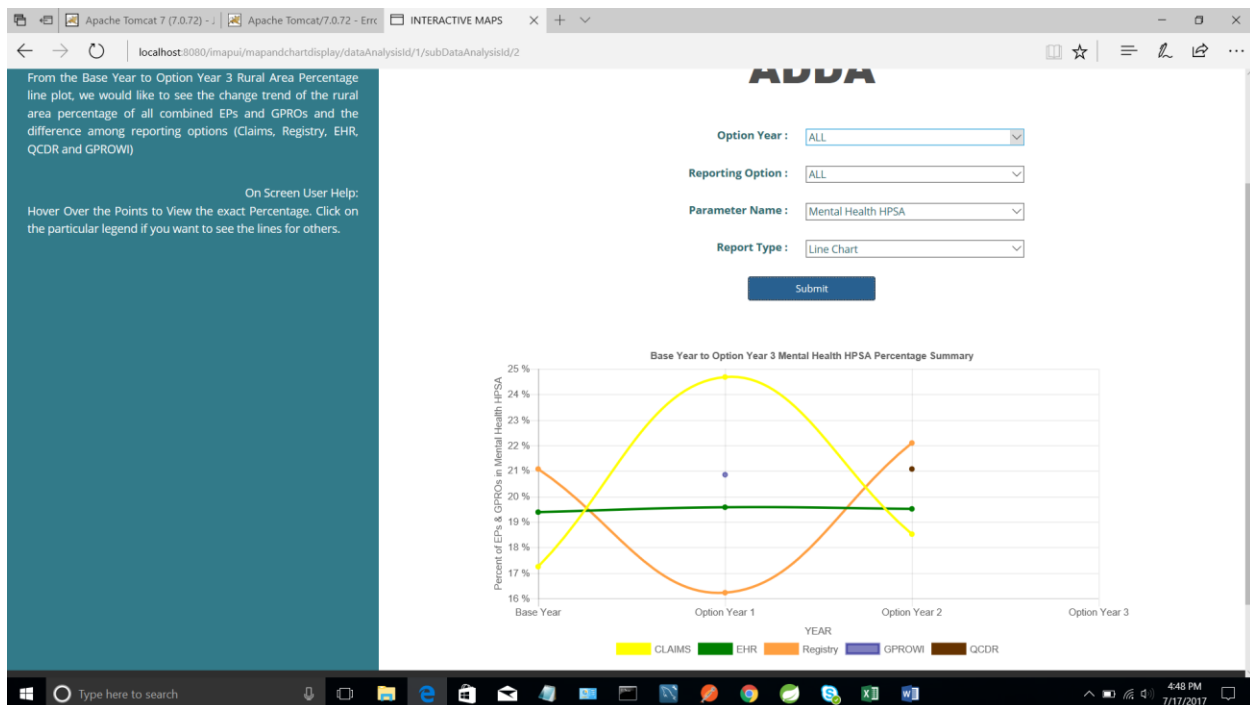 Apache Tomcat 7 (7.0.72) -
Apache Tomcat/7.0.72 - Erro
INTERACTIVE MAPS
localhost:8080/imapui/mapandchartdisplay/dataAnalysisId/1/subDataAnalysisId/2
From the Base Year to Option Year 3 Rural Area Percentage
line plot, we would like to see the change trend of the rural
area percentage of all combined EPs and GPROs and the
difference among reporting options (Claims, Registry, EHR,
QCDR and GPROWI)
On Screen User Help:
Hover Over the Points to View the exact Percentage. Click on
the particular legend if you want to see the lines for others.
ADDA
Option Year :
ALL
Reporting Option :
ALL
Parameter Name :
Mental Health HPSA
Report Type :
Line Chart
Submit
Base Year to Option Year 3 Mental Health HPSA Percentage Summary
Percent of EPs & GPROs in Mental Health HPSA
25 %
24 %
23 %
22 %
21 %
20 %
19 %
18 %
17 %
16 %
Base Year
Option Year 1
Option Year 2
Option Year 3
YEAR
CLAIMS
EHR
Registry
GPROWI
QCDR
Type here to search
4:48 PM
7/17/2017